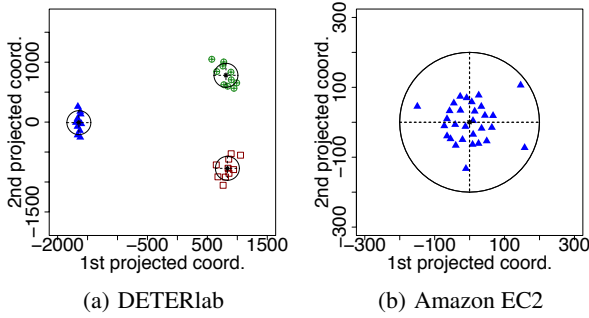 2nd projected coord.
1000
0
−1500
−2000
−500
500
1500
1st projected coord.
(a) DETERlab
2nd projected coord.
300
100
−100
−300
−300
−100
100
300
1st projected coord.
(b) Amazon EC2